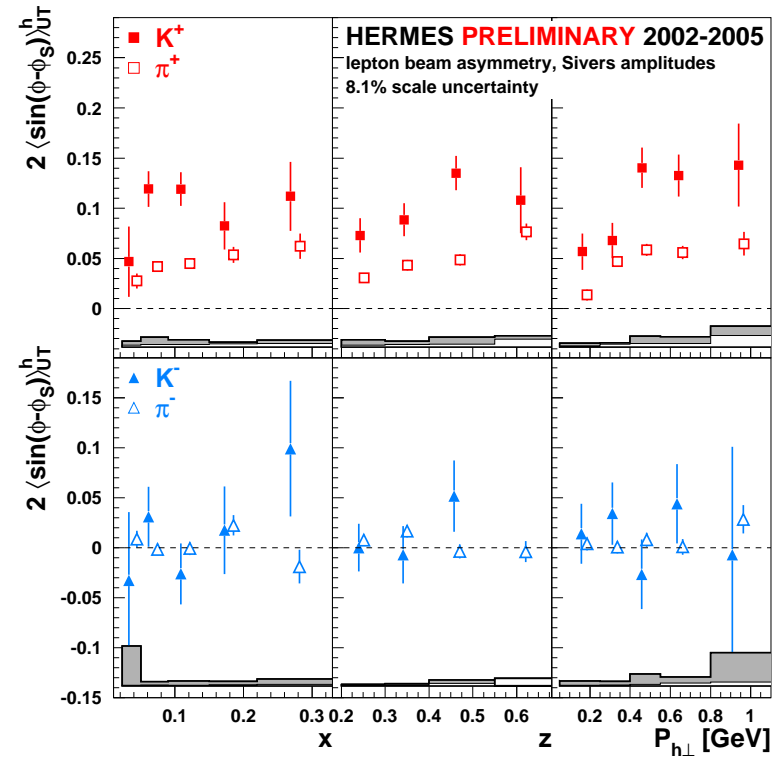 2 ⟨sin(φ-φS)⟩hUT
K+
π+
HERMES PRELIMINARY 2002-2005
lepton beam asymmetry, Sivers amplitudes
8.1% scale uncertainty
0.25
0.2
0.15
0.1
0.05
0
2 ⟨sin(φ-φS)⟩hUT
K-
π-
0.15
0.1
0.05
0
-0.05
-0.1
-0.15
0.1 0.2 0.3 0.2 0.3 0.4 0.5 0.6 0.2 0.4 0.6 0.8 1
x z Ph⊥ [GeV]